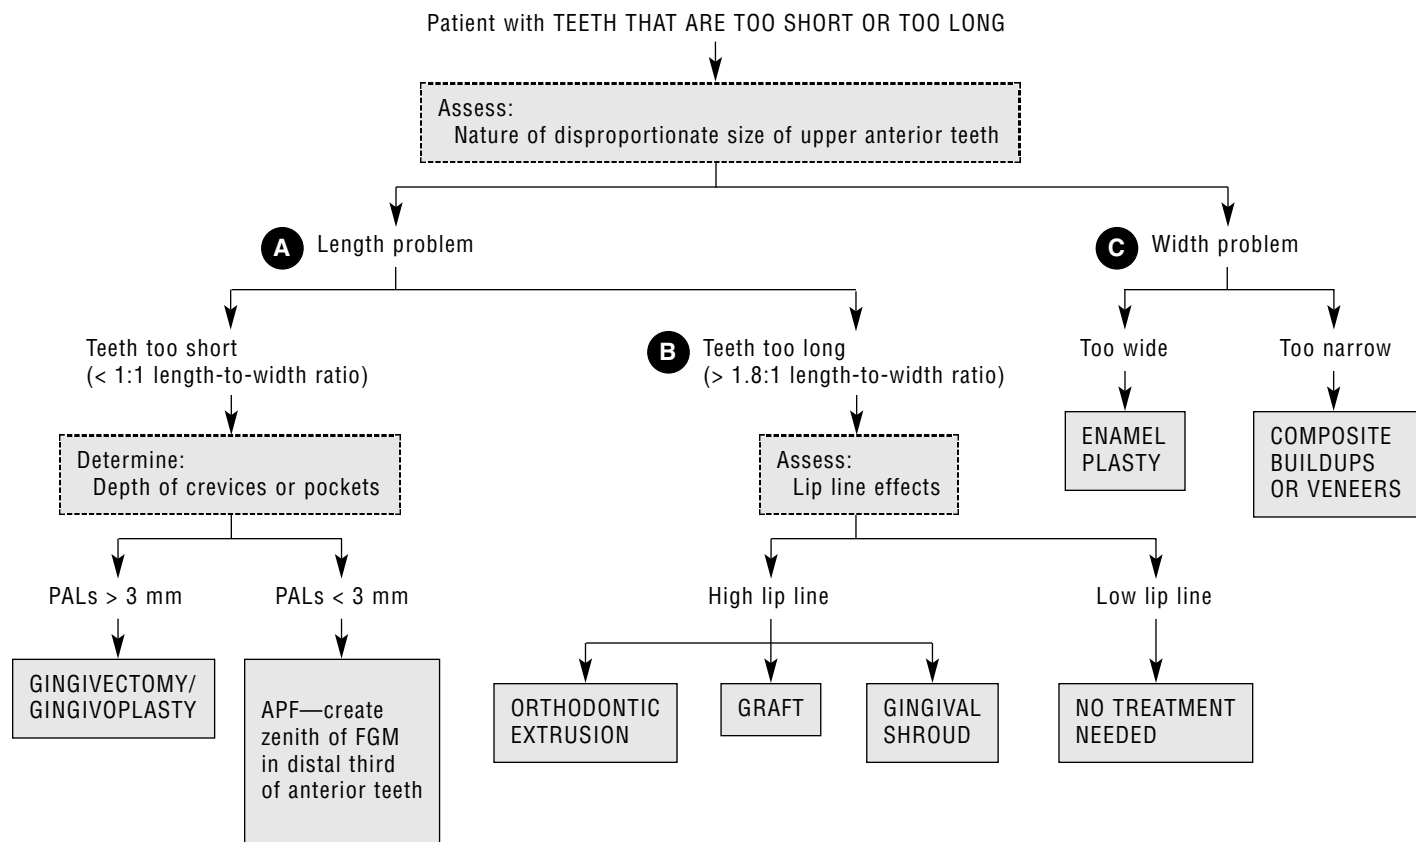 Patient with TEETH THAT ARE TOO SHORT OR TOO LONG
Assess:
Nature of disproportionate size of upper anterior teeth
A Length problem
C Width problem
Teeth too short
(< 1:1 length-to-width ratio)
B Teeth too long
(> 1.8:1 length-to-width ratio)
Too wide
Too narrow
Determine:
Depth of crevices or pockets
Assess:
Lip line effects
ENAMEL
PLASTY
COMPOSITE
BUILDUPS
OR VENEERS
PALs > 3 mm
PALs < 3 mm
High lip line
Low lip line
GINGIVECTOMY/
GINGIVOPLASTY
APF—create
zenith of FGM
in distal third
of anterior teeth
ORTHODONTIC
EXTRUSION
GRAFT
GINGIVAL
SHROUD
NO TREATMENT
NEEDED